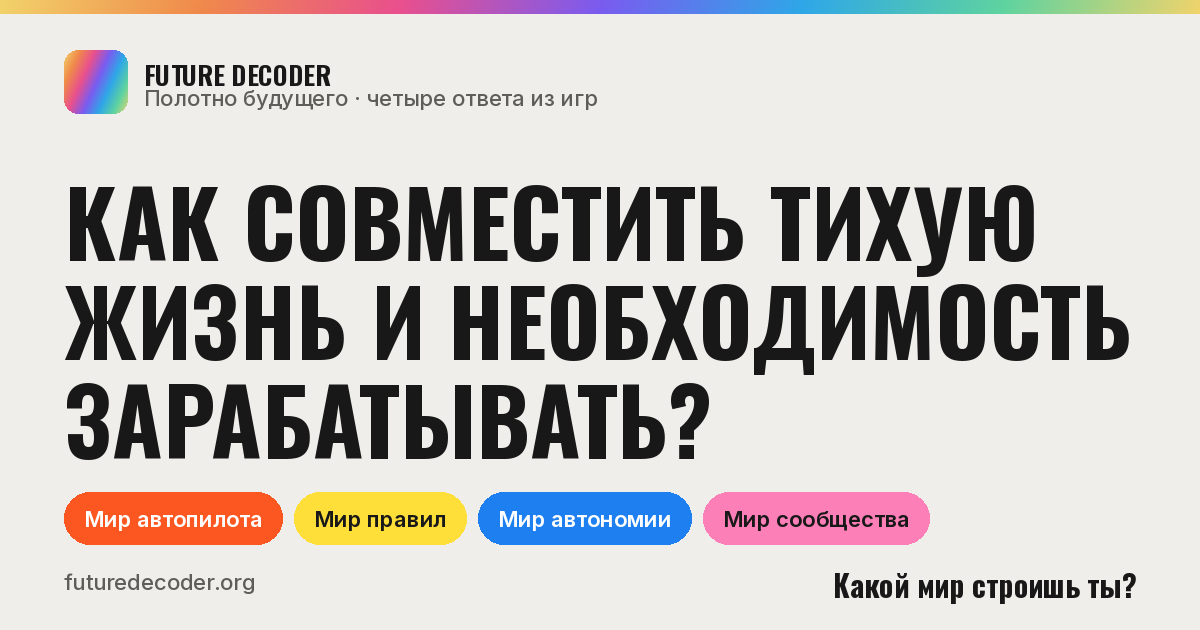 FUTURE DECODER
Полотно будущего · четыре ответа из игр
КАК СОВМЕСТИТЬ ТИХУЮ
ЖИЗНЬ И НЕОБХОДИМОСТЬ
ЗАРАБАТЫВАТЬ?
Мир автопилота
Мир правил
Мир автономии
Мир сообщества
futuredecoder.org
Какой мир строишь ты?